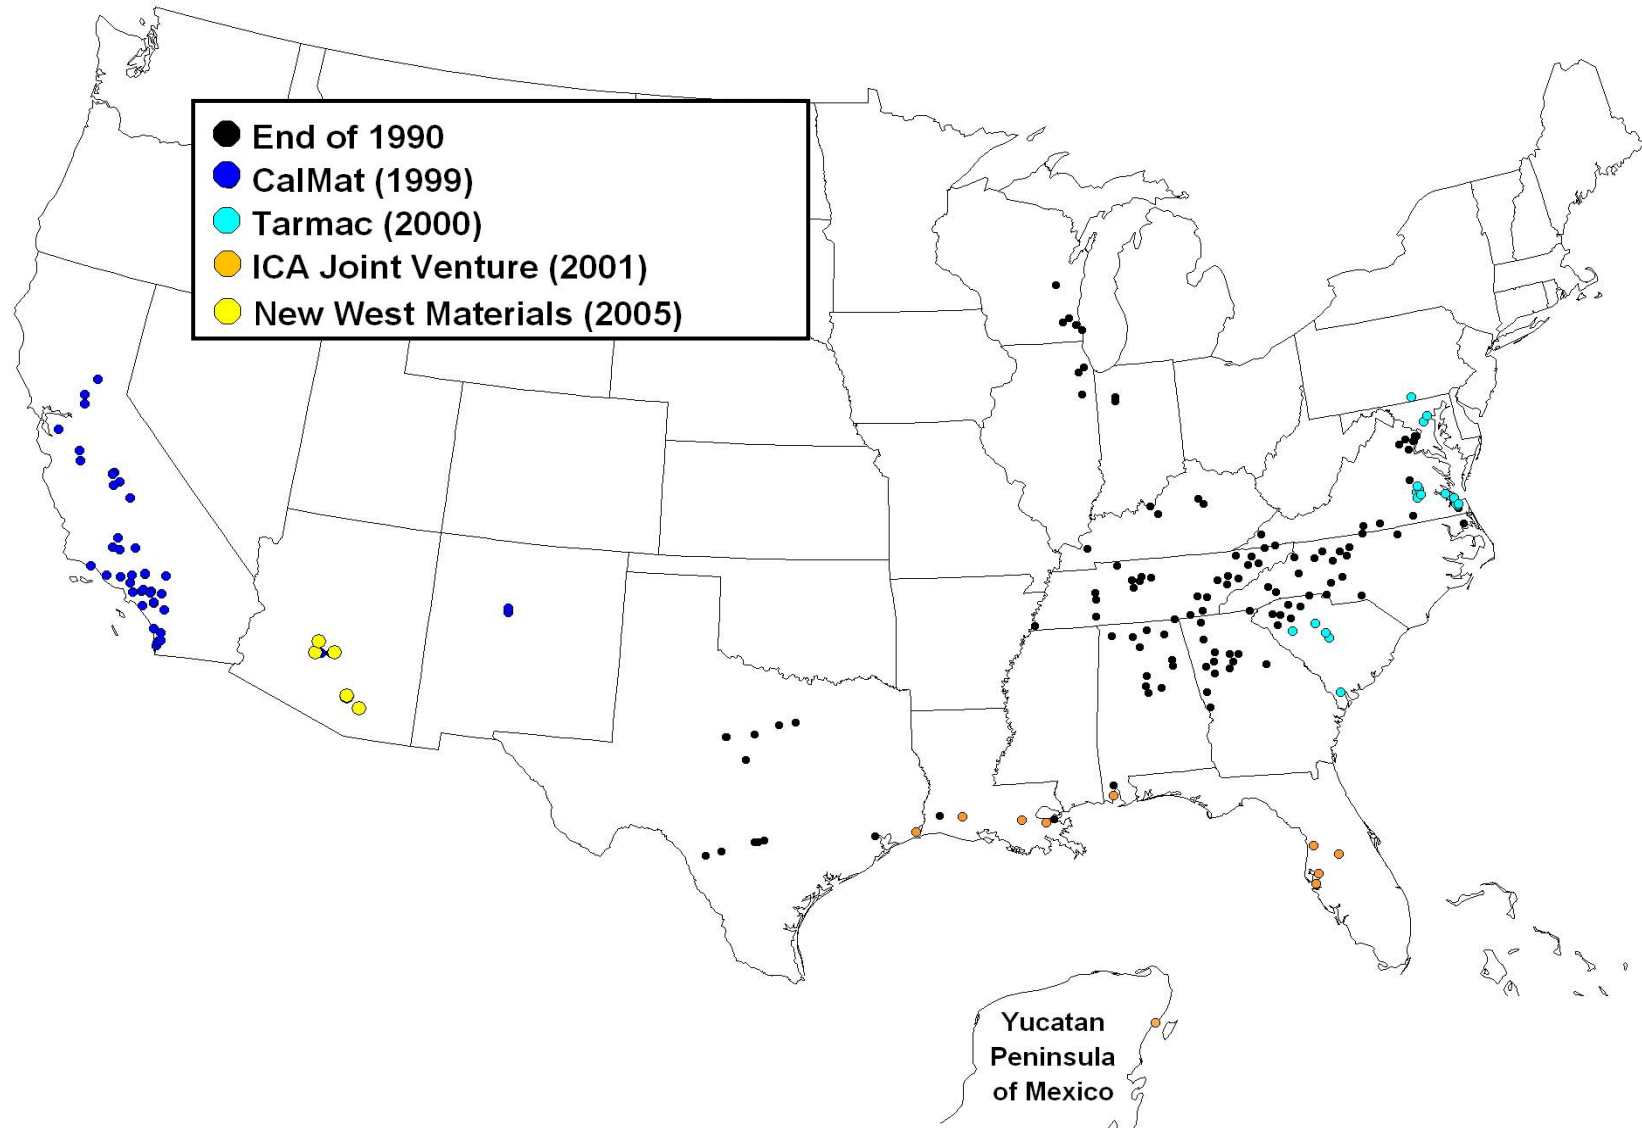 End of 1990
CalMat (1999)
Tarmac (2000)
ICA Joint Venture (2001)
New West Materials (2005)
Yucatan
Peninsula
of Mexico